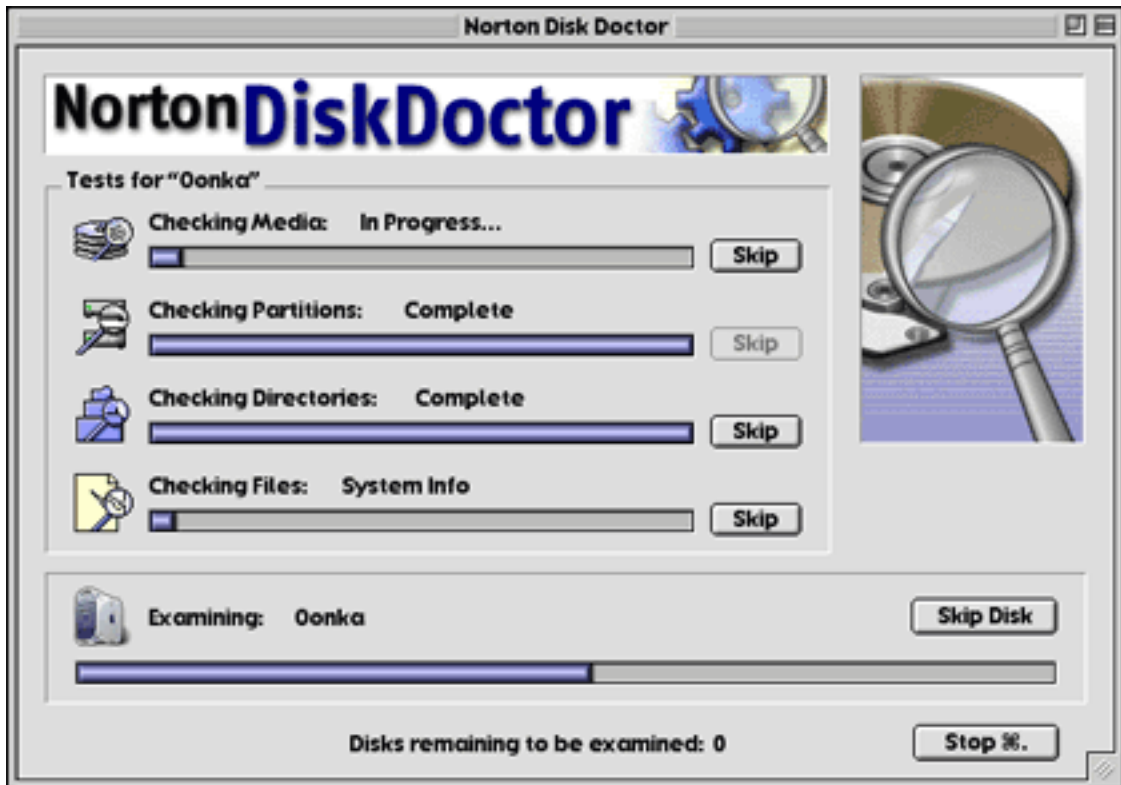 Norton Disk Doctor
NortonDiskDoctor
Tests for "Oonka"
Checking Media: In Progress...
Skip
Checking Partitions: Complete
Skip
Checking Directories: Complete
Skip
Checking Files: System Info
Skip
Examining: Oonka
Skip Disk
Disks remaining to be examined: 0
Stop ⌘.